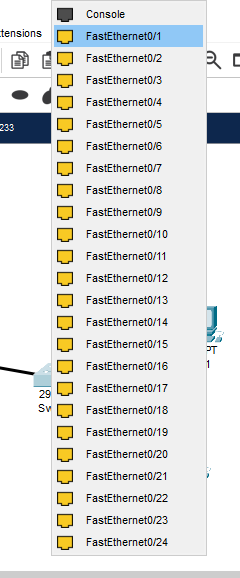 Console
xtensions
FastEthernet0/1
FastEthernet0/2
FastEthernet0/3
FastEthernet0/4
FastEthernet0/5
233
FastEthernet0/6
FastEthernet0/7
FastEthernet0/8
FastEthernet0/9
FastEthernet0/10
FastEthernet0/11
FastEthernet0/12
FastEthernet0/13
FastEthernet0/14
FastEthernet0/15
PT
FastEthernet0/16
1
FastEthernet0/17
29
FastEthernet0/18
Sw
FastEthernet0/19
FastEthernet0/20
FastEthernet0/21
FastEthernet0/22
FastEthernet0/23
FastEthernet0/24